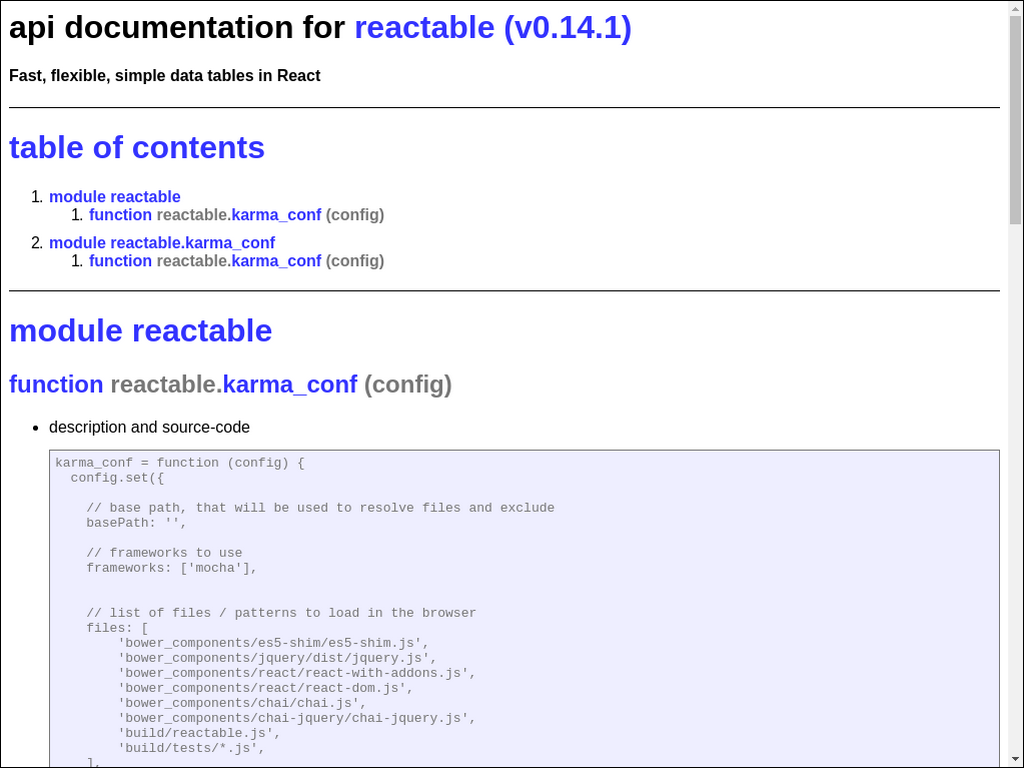 api documentation for reactable (v0.14.1)
Fast, flexible, simple data tables in React
table of contents
1. module reactable
1. function reactable.karma_conf (config)
2. module reactable.karma_conf
1. function reactable.karma_conf (config)
module reactable
function reactable.karma_conf (config)
• description and source-code
karma_conf = function (config) {
  config.set({
    // base path, that will be used to resolve files and exclude
    basePath: '',
    // frameworks to use
    frameworks: ['mocha'],
    // list of files / patterns to load in the browser
    files: [
        'bower_components/es5-shim/es5-shim.js',
        'bower_components/jquery/dist/jquery.js',
        'bower_components/react/react-with-addons.js',
        'bower_components/react/react-dom.js',
        'bower_components/chai/chai.js',
        'bower_components/chai-jquery/chai-jquery.js',
        'build/reactable.js',
        'build/tests/*.js',
    ],